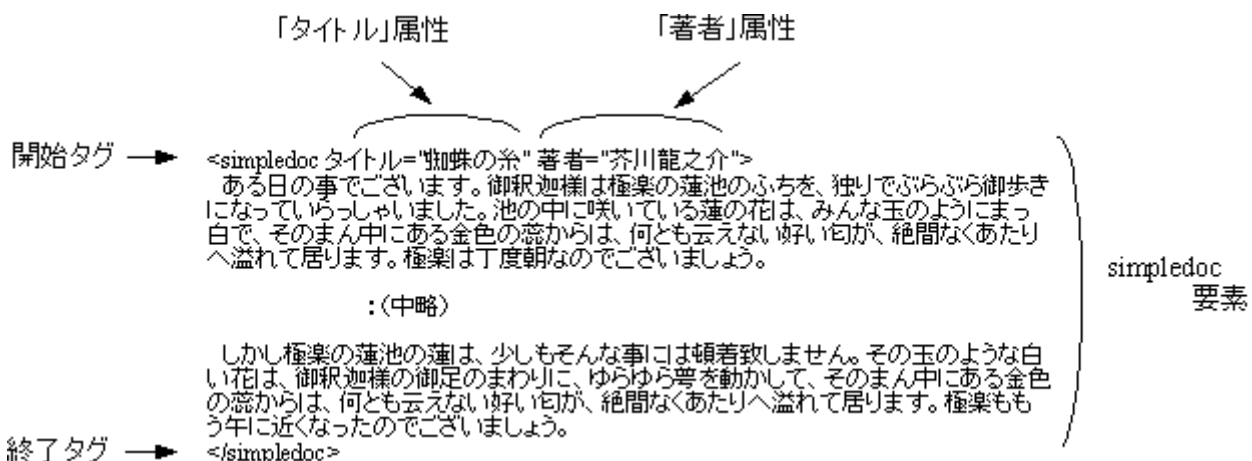 「タイトル」属性
「著者」属性
開始タグ
<simpledoc タイトル="蜘蛛の糸" 著者="芥川龍之介">
ある日の事でございます。御釈迦様は極楽の蓮池のふちを、独りでぶらぶら御歩き
になっていらっしゃいました。池の中に咲いている蓮の花は、みんな玉のようにまっ
白で、そのまん中にある金色の蕊からは、何とも云えない好い匂が、絶間なくあたり
へ溢れて居ります。極楽は丁度朝なのでございましょう。
:(中略)
しかし極楽の蓮池の蓮は、少しもそんな事には頓着致しません。その玉のような白
い花は、御釈迦様の御足のまわりに、ゆらゆら萼を動かして、そのまん中にある金色
の蕊からは、何とも云えない好い匂が、絶間なくあたりへ溢れて居ります。極楽もも
う午に近くなったのでございましょう。
終了タグ
</simpledoc>
simpledoc
要素